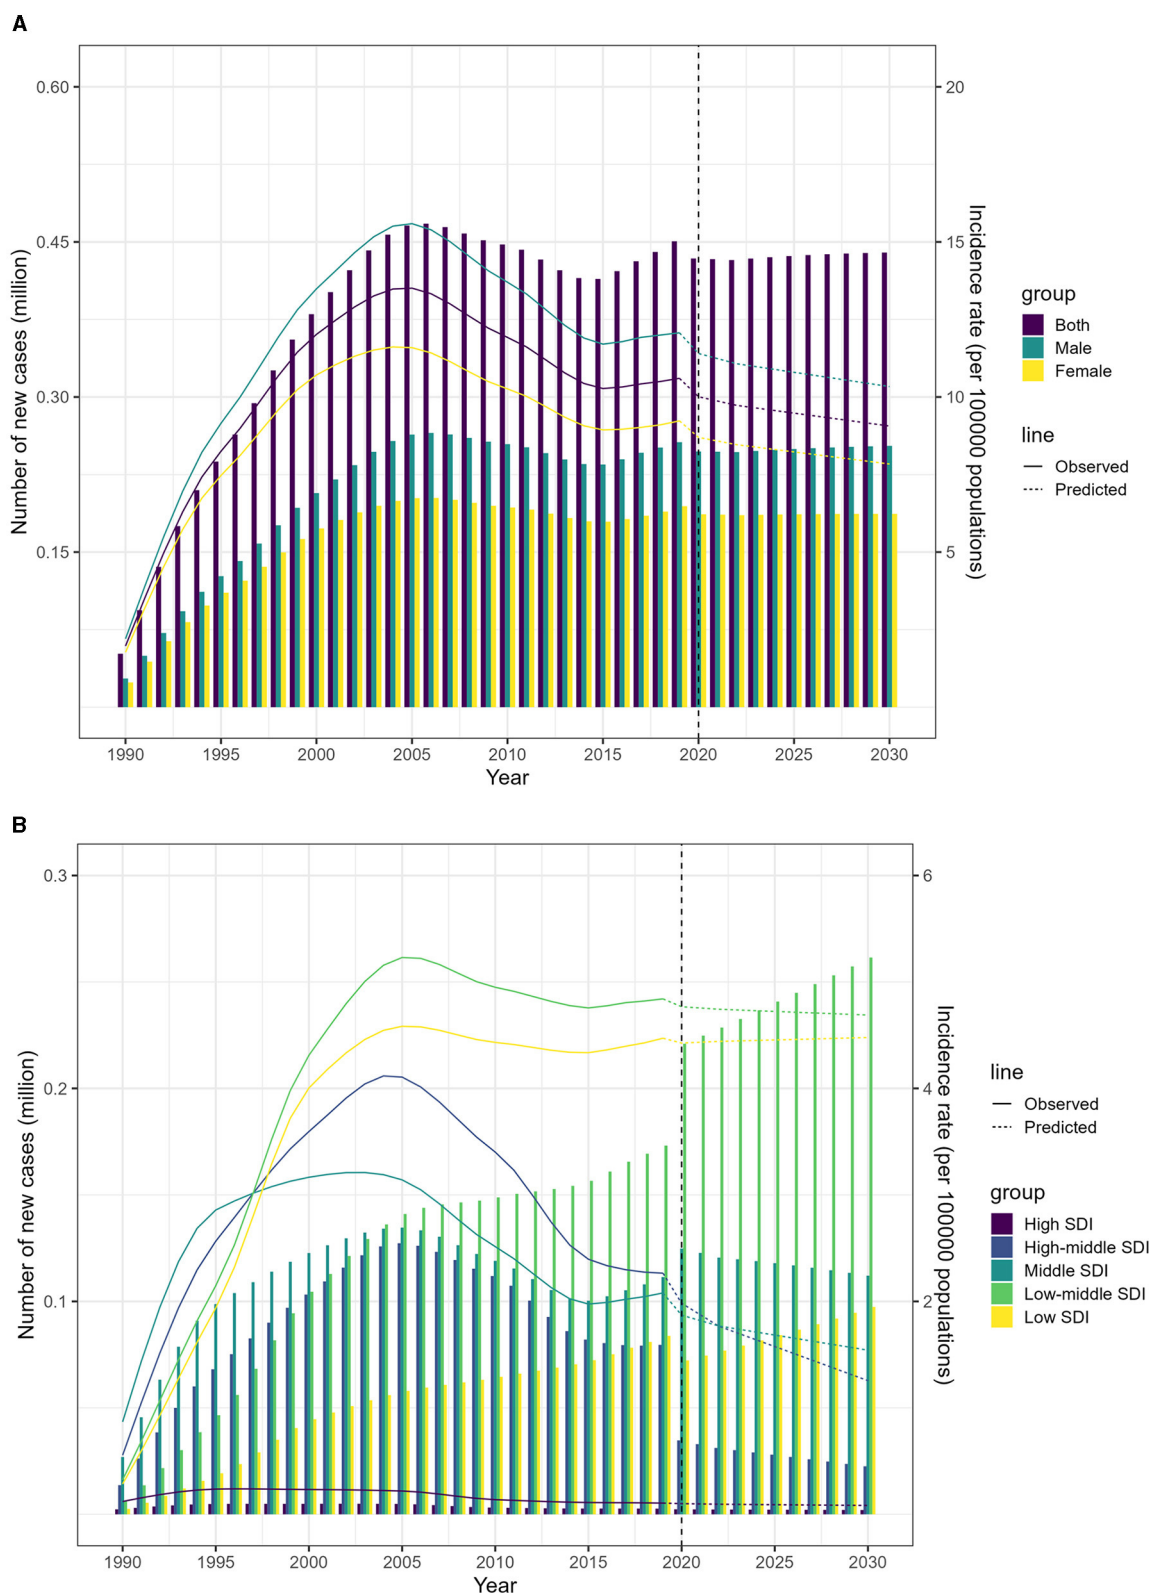 A
0.60
0.45
0.30
0.15
Number of new cases (million)
20
15
10
5
Incidence rate (per 100000 populations)
1990 1995 2000 2005 2010 2015 2020 2025 2030
Year
group
Both
Male
Female
line
Observed
Predicted
B
0.3
0.2
0.1
Number of new cases (million)
6
4
2
Incidence rate (per 100000 populations)
1990 1995 2000 2005 2010 2015 2020 2025 2030
Year
line
Observed
Predicted
group
High SDI
High-middle SDI
Middle SDI
Low-middle SDI
Low SDI